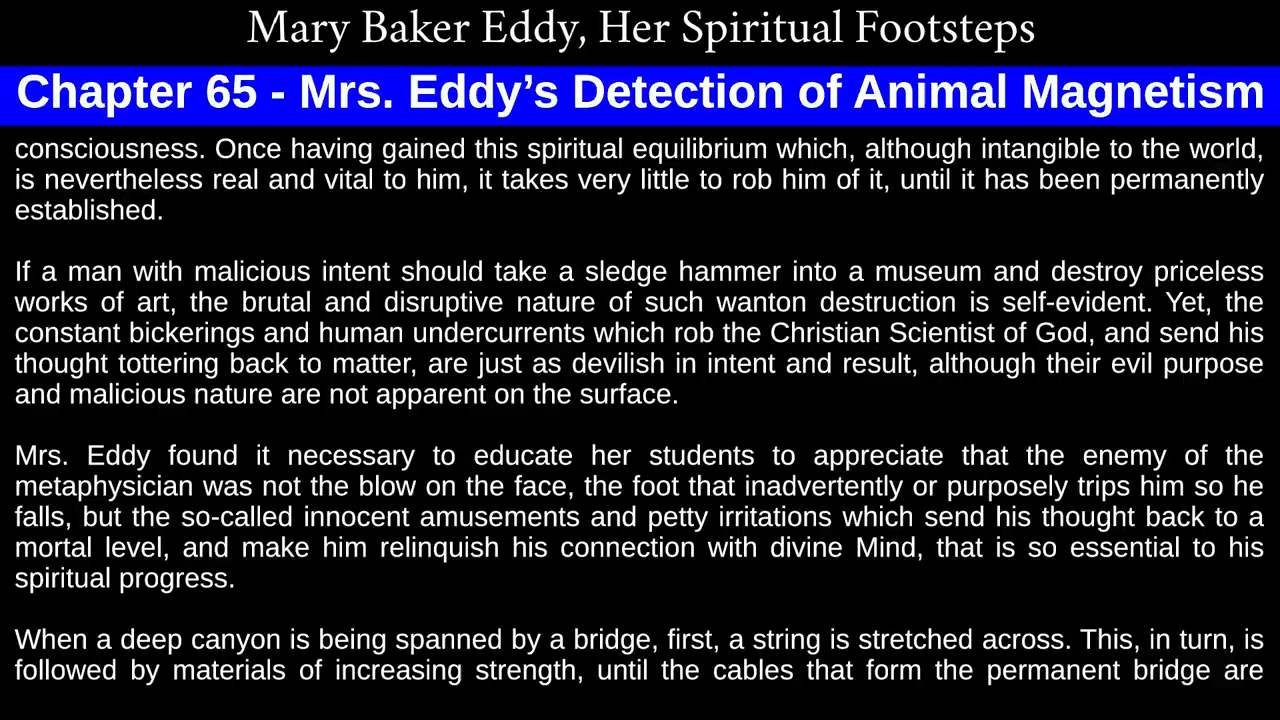 Mary Baker Eddy, Her Spiritual Footsteps
Chapter 65 - Mrs. Eddy’s Detection of Animal Magnetism
consciousness. Once having gained this spiritual equilibrium which, although intangible to the world,
is nevertheless real and vital to him, it takes very little to rob him of it, until it has been permanently
established.
If a man with malicious intent should take a sledge hammer into a museum and destroy priceless
works of art, the brutal and disruptive nature of such wanton destruction is self-evident. Yet, the
constant bickerings and human undercurrents which rob the Christian Scientist of God, and send his
thought tottering back to matter, are just as devilish in intent and result, although their evil purpose
and malicious nature are not apparent on the surface.
Mrs. Eddy found it necessary to educate her students to appreciate that the enemy of the
metaphysician was not the blow on the face, the foot that inadvertently or purposely trips him so he
falls, but the so-called innocent amusements and petty irritations which send his thought back to a
mortal level, and make him relinquish his connection with divine Mind, that is so essential to his
spiritual progress.
When a deep canyon is being spanned by a bridge, first, a string is stretched across. This, in turn, is
followed by materials of increasing strength, until the cables that form the permanent bridge are